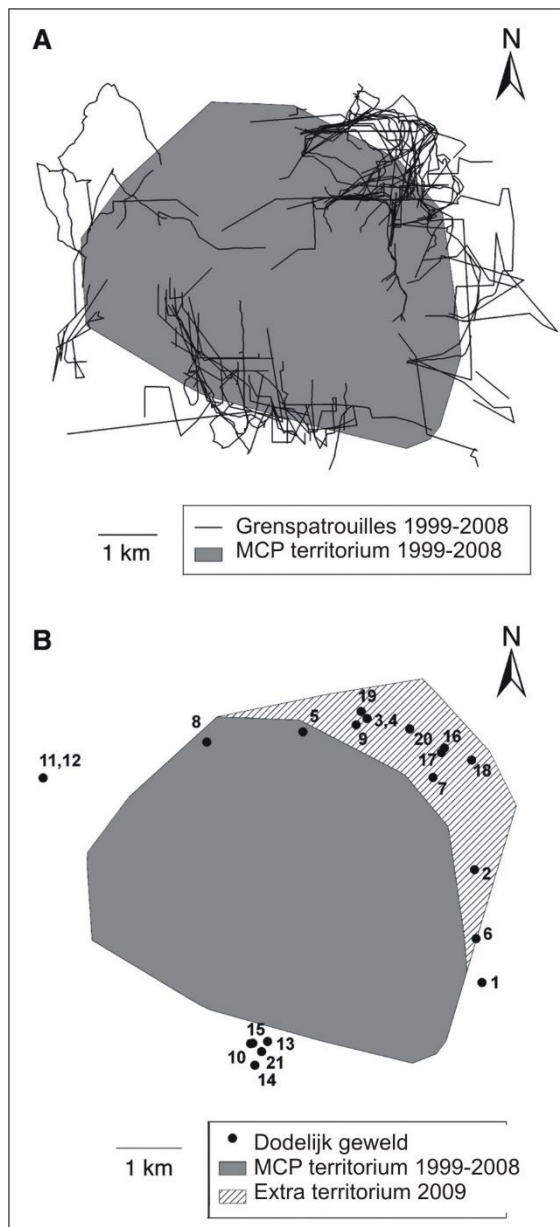 A
N
1 km
Grenspatrouilles 1999-2008
MCP territorium 1999-2008
B
N
19
8
5
3,4
9
20
16
17
18
11,12
7
2
6
1
15
10
13
21
14
1 km
Dodelijk geweld
MCP territorium 1999-2008
Extra territorium 2009